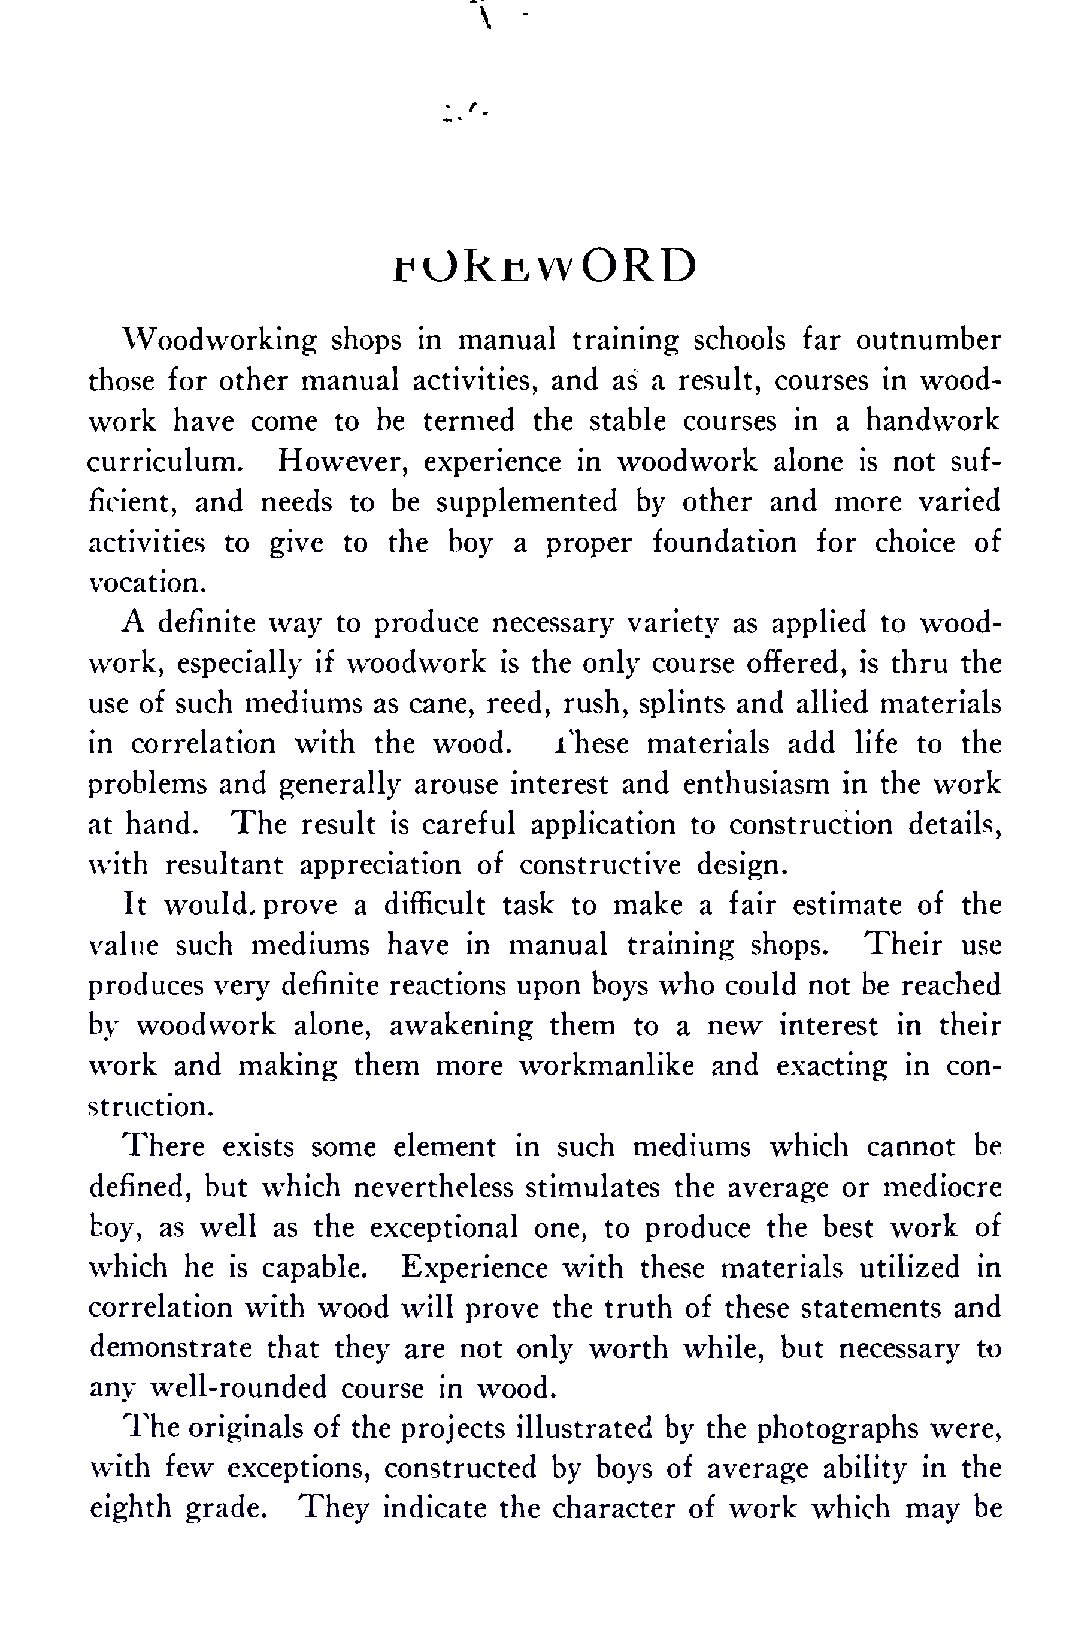 FOREWORD
Woodworking shops in manual training schools far outnumber
those for other manual activities, and as a result, courses in wood-
work have come to be termed the stable courses in a handwork
curriculum. However, experience in woodwork alone is not suf-
ficient, and needs to be supplemented by other and more varied
activities to give to the boy a proper foundation for choice of
vocation.
A definite way to produce necessary variety as applied to wood-
work, especially if woodwork is the only course offered, is thru the
use of such mediums as cane, reed, rush, splints and allied materials
in correlation with the wood. These materials add life to the
problems and generally arouse interest and enthusiasm in the work
at hand. The result is careful application to construction details,
with resultant appreciation of constructive design.
It would prove a difficult task to make a fair estimate of the
value such mediums have in manual training shops. Their use
produces very definite reactions upon boys who could not be reached
by woodwork alone, awakening them to a new interest in their
work and making them more workmanlike and exacting in con-
struction.
There exists some element in such mediums which cannot be
defined, but which nevertheless stimulates the average or mediocre
boy, as well as the exceptional one, to produce the best work of
which he is capable. Experience with these materials utilized in
correlation with wood will prove the truth of these statements and
demonstrate that they are not only worth while, but necessary to
any well-rounded course in wood.
The originals of the projects illustrated by the photographs were,
with few exceptions, constructed by boys of average ability in the
eighth grade. They indicate the character of work which may be